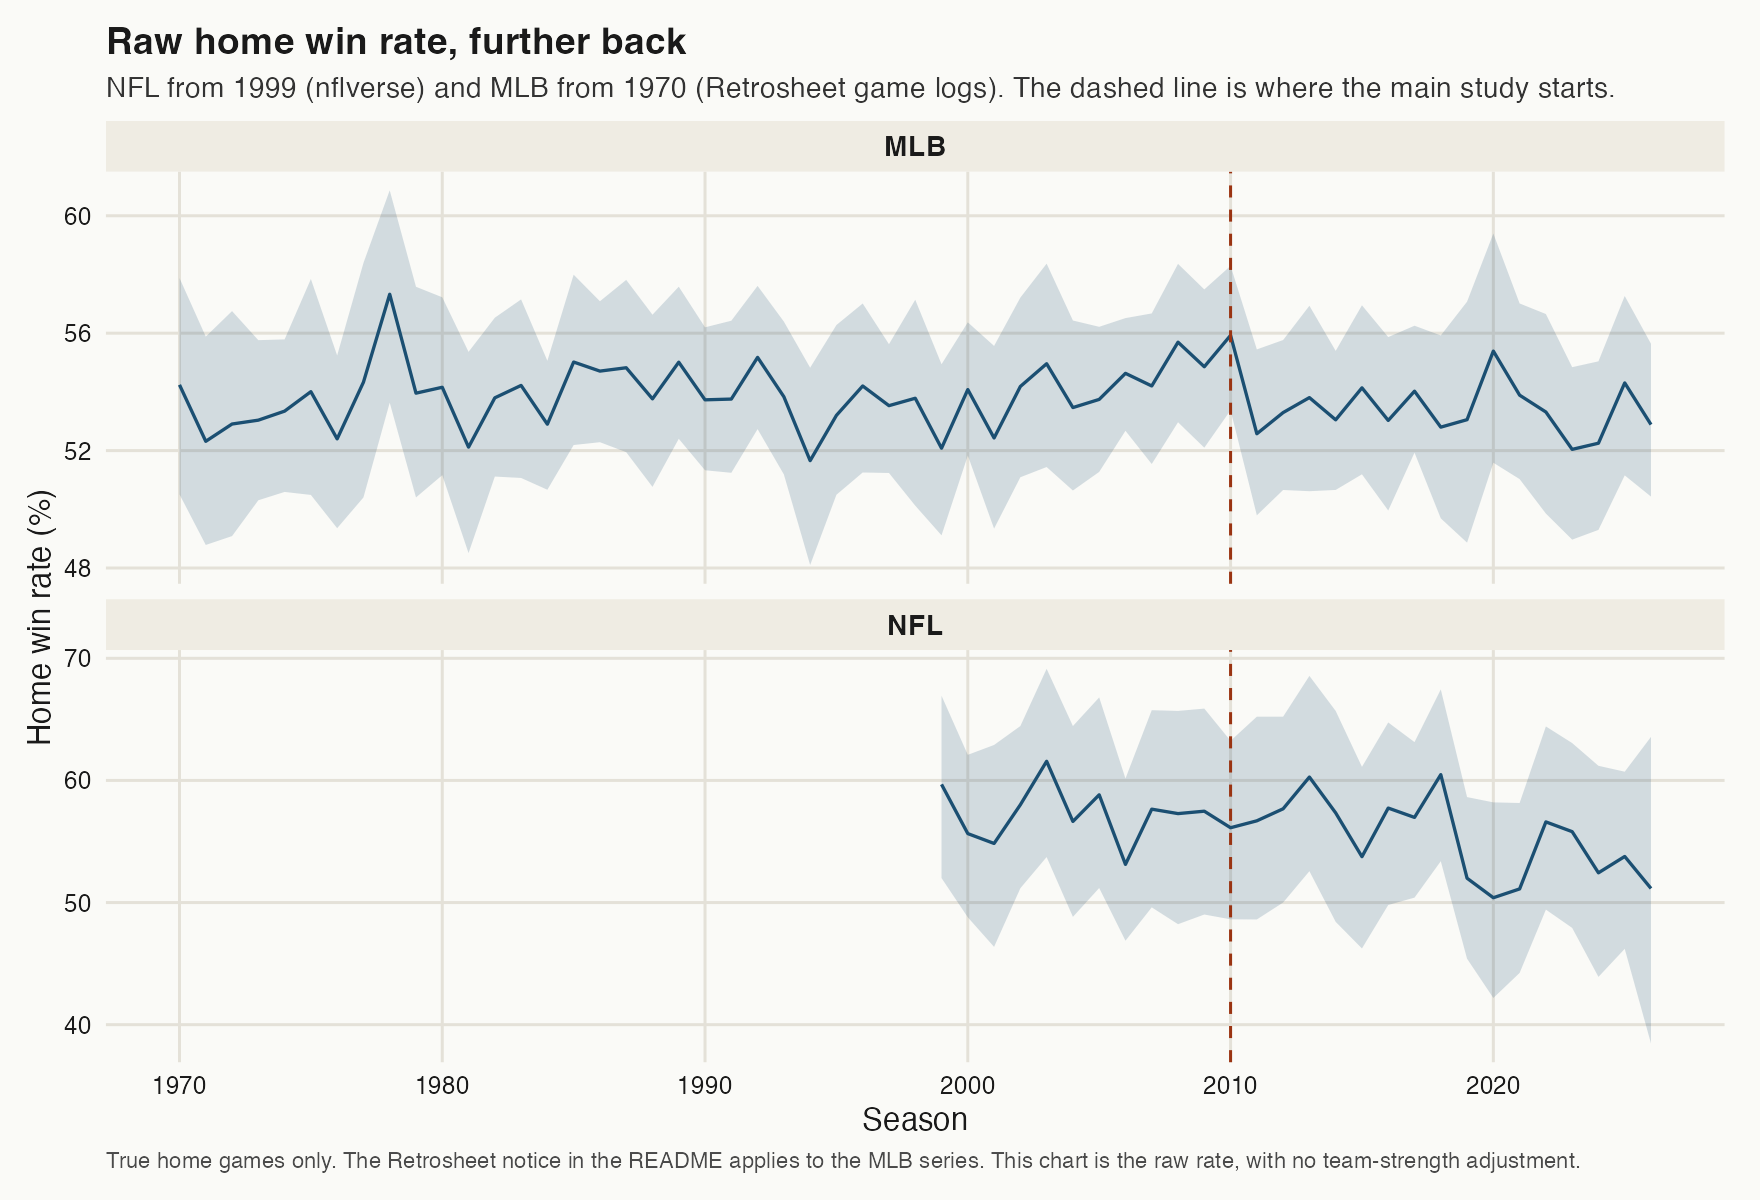 Raw home win rate, further back
NFL from 1999 (nflverse) and MLB from 1970 (Retrosheet game logs). The dashed line is where the main study starts.
MLB
60
56
52
48
Home win rate (%)
NFL
70
60
50
40
1970 1980 1990 2000 2010 2020
Season
True home games only. The Retrosheet notice in the README applies to the MLB series. This chart is the raw rate, with no team-strength adjustment.